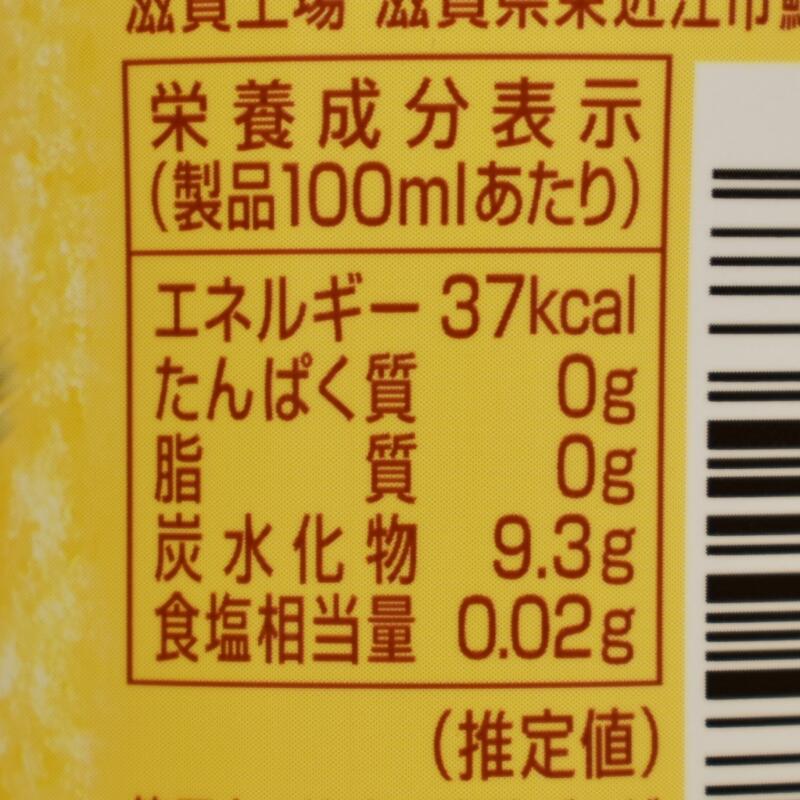 滋賀工場 滋賀県東近江市
栄養成分表示
(製品100mlあたり)
エネルギー 37kcal
たんぱく質 0g
脂質 0g
炭水化物 9.3g
食塩相当量 0.02g
(推定値)